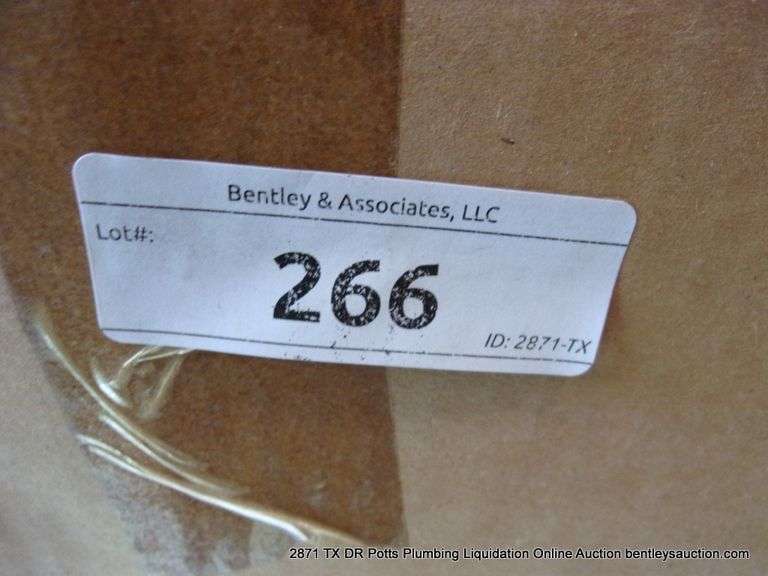 Bentley & Associates, LLC
Lot#:
266
ID: 2871-TX
2871 TX DR Potts Plumbing Liquidation Online Auction bentleysauction.com